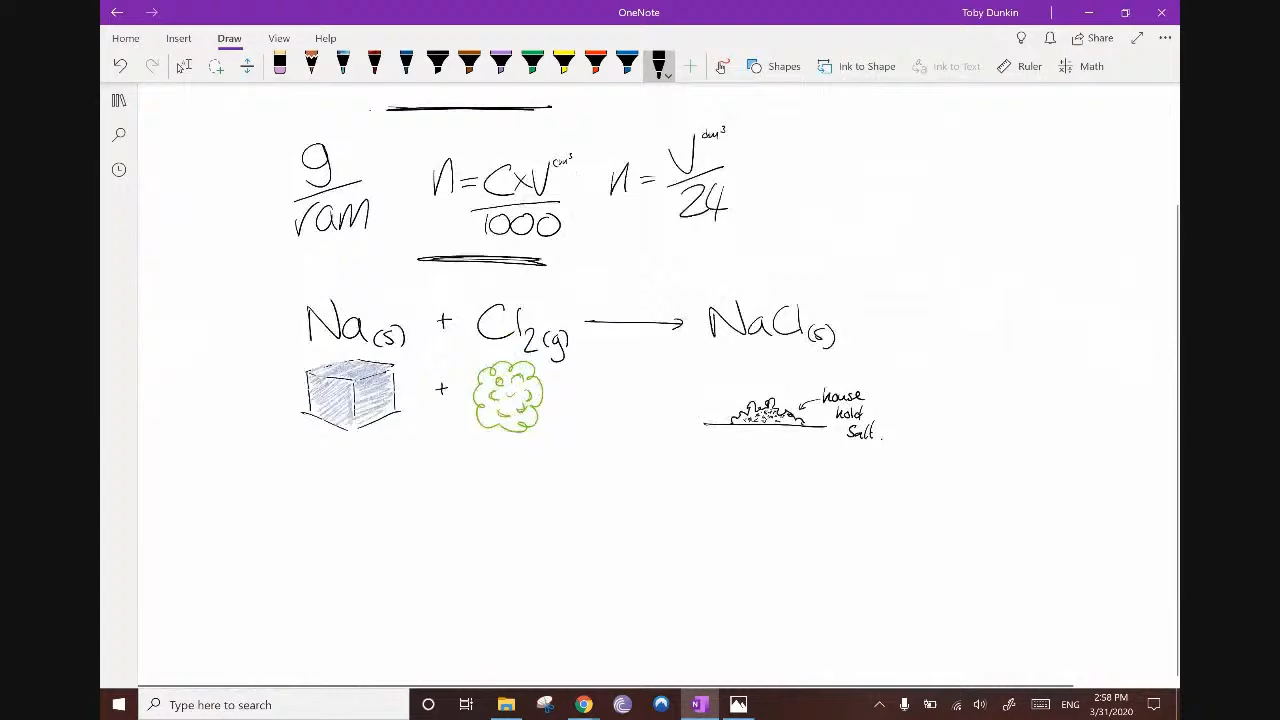 OneNote
Toby Dunkin
Home Insert Draw View Help
Share
Shapes Ink to Shape Ink to Text Ruler Math
g/ram n = C×V cm³/1000 n = V dm³/24
Na(s) + Cl₂(g) → NaCl(s)
+
house
hold
Salt.
Type here to search
ENG
2:58 PM
3/31/2020